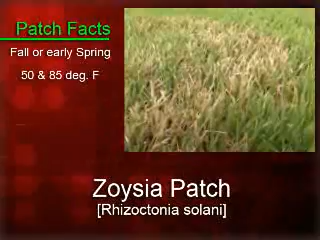 Patch Facts
Fall or early Spring
50 & 85 deg. F
Zoysia Patch
[Rhizoctonia solani]